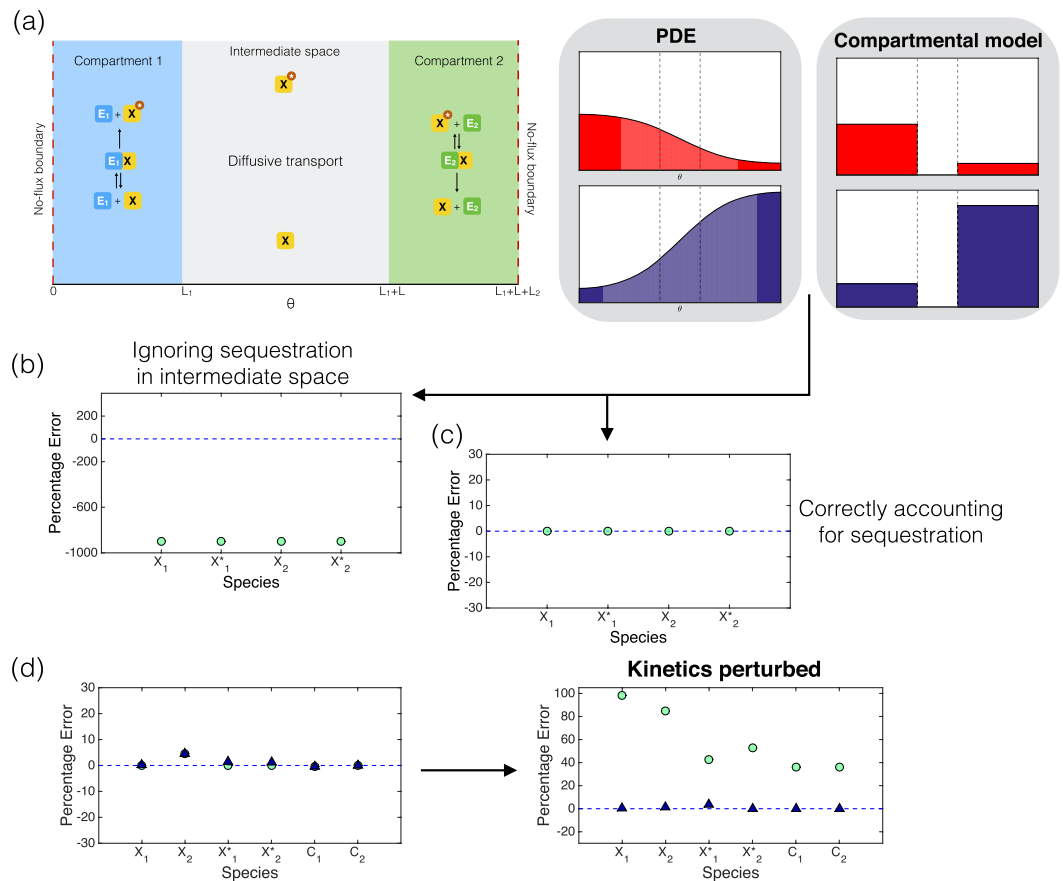 (a)
Compartment 1
Intermediate space
Compartment 2
X *
E₁ + X *
E₁ X
E₁ + X
Diffusive transport
X
X * + E₂
E₂ X
X + E₂
No-flux boundary
No-flux boundary
0
L₁
θ
L₁+L
L₁+L+L₂
PDE
θ
θ
Compartmental model
(b)
Ignoring sequestration
in intermediate space
Percentage Error
200
0
-200
-600
-1000
X₁
X*₁
X₂
X*₂
Species
(c)
Percentage Error
30
20
10
0
-10
-20
-30
X₁
X*₁
X₂
X*₂
Species
Correctly accounting
for sequestration
(d)
Percentage Error
30
20
10
0
-10
-20
-30
X₁
X₂
X*₁
X*₂
C₁
C₂
Species
Kinetics perturbed
Percentage Error
100
80
60
40
20
0
-20
X₁
X₂
X*₁
X*₂
C₁
C₂
Species